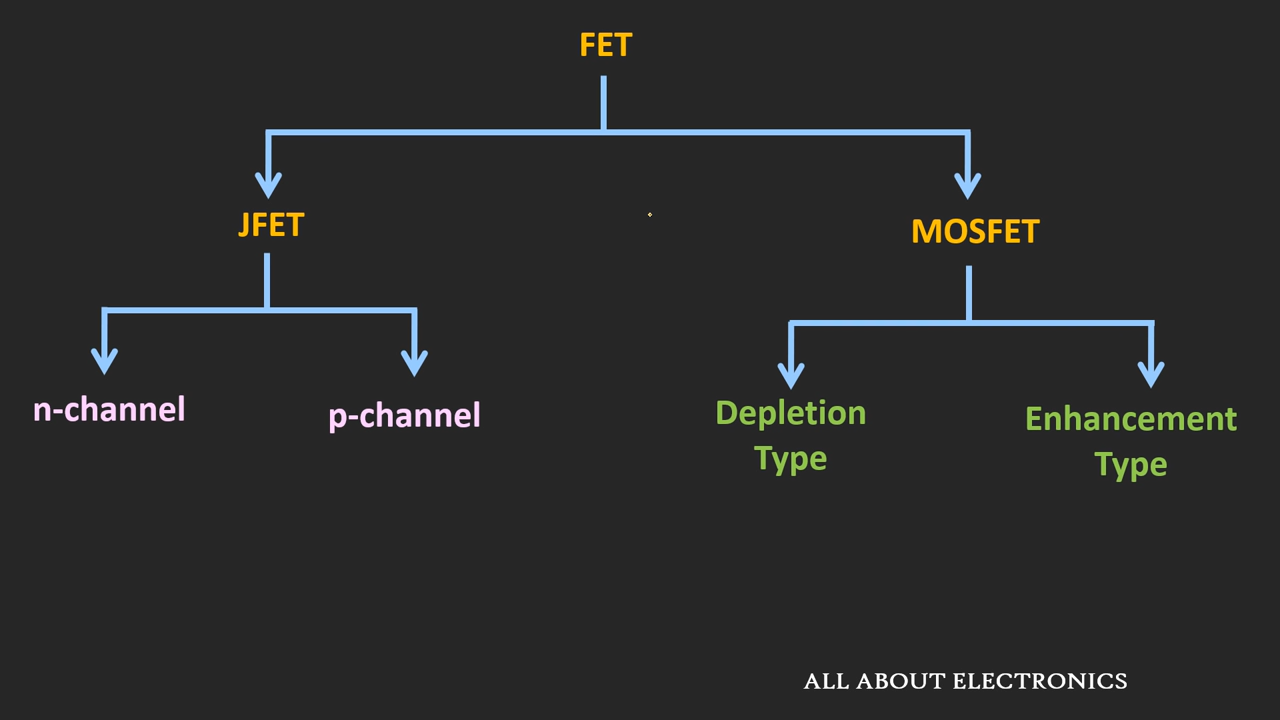 FET
JFET
MOSFET
n-channel
p-channel
Depletion
Type
Enhancement
Type
ALL ABOUT ELECTRONICS